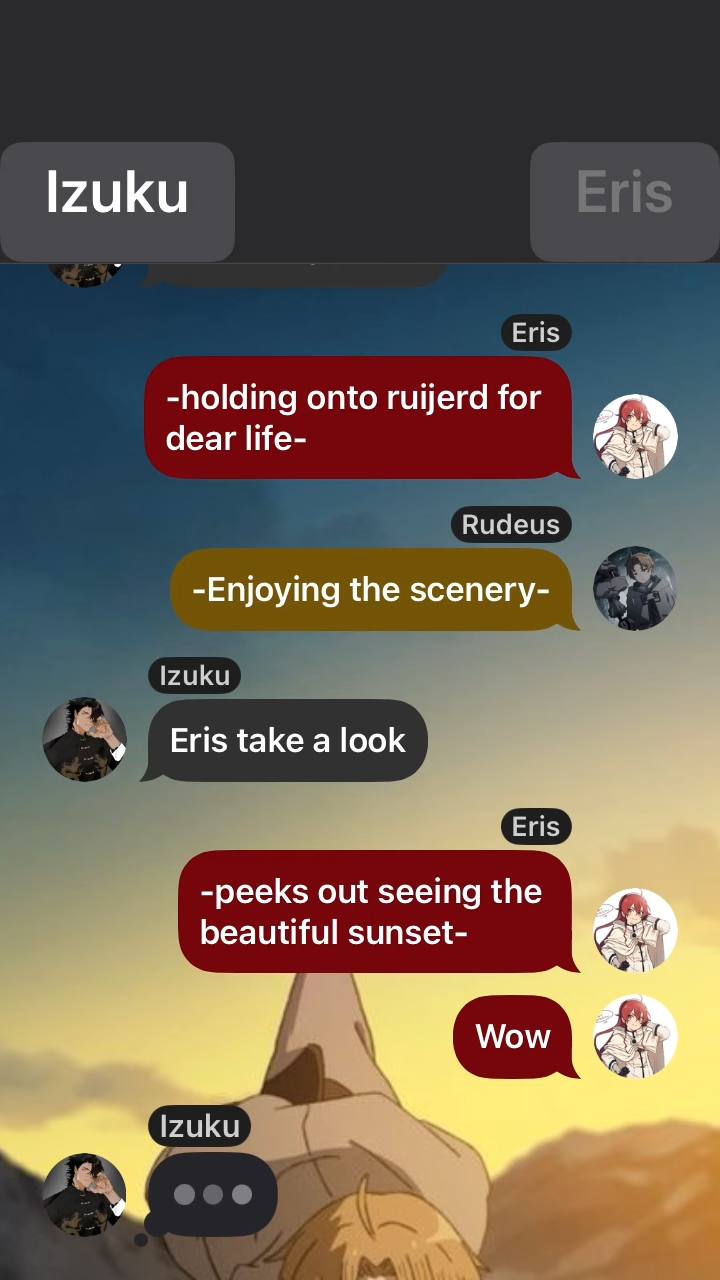 Izuku
Eris
Eris
-holding onto ruijerd for
dear life-
Rudeus
-Enjoying the scenery-
Izuku
Eris take a look
Eris
-peeks out seeing the
beautiful sunset-
Wow
Izuku